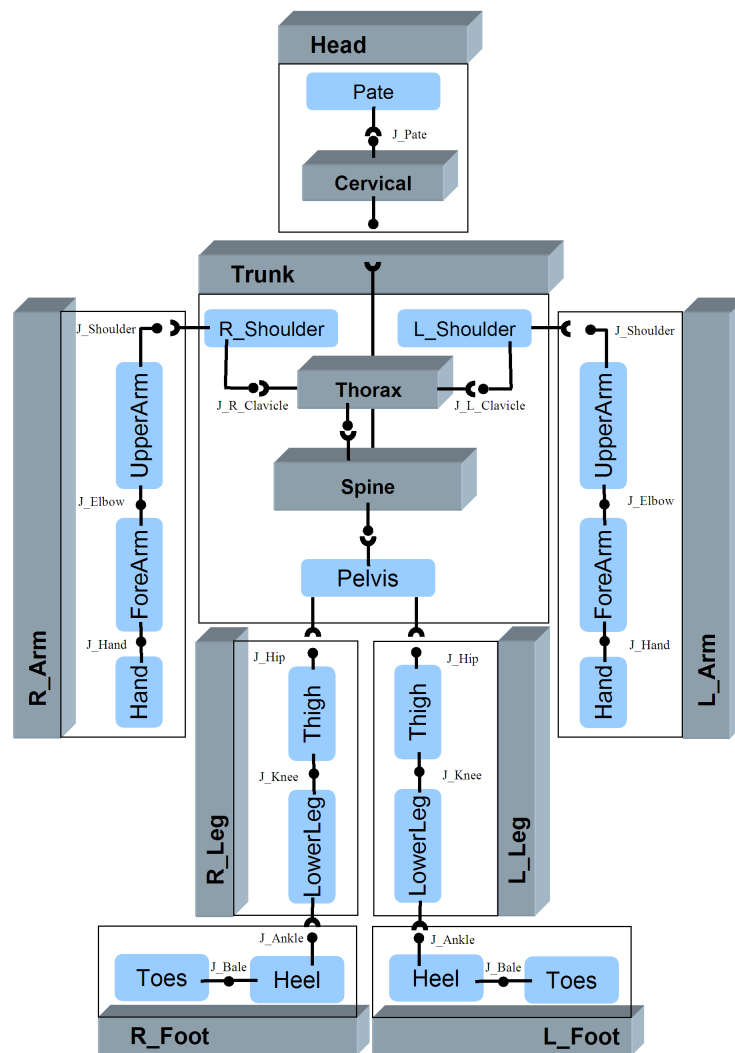 Head
Pate
J_Pate
Cervical
Trunk
J_Shoulder
R_Shoulder
L_Shoulder
J_Shoulder
Thorax
J_R_Clavicle
J_L_Clavicle
UpperArm
UpperArm
Spine
J_Elbow
J_Elbow
ForeArm
ForeArm
Pelvis
J_Hand
J_Hand
Hand
Hand
R_Arm
L_Arm
J_Hip
J_Hip
Thigh
Thigh
J_Knee
J_Knee
LowerLeg
LowerLeg
R_Leg
L_Leg
J_Ankle
J_Ankle
Toes
J_Bale
Heel
Heel
J_Bale
Toes
R_Foot
L_Foot